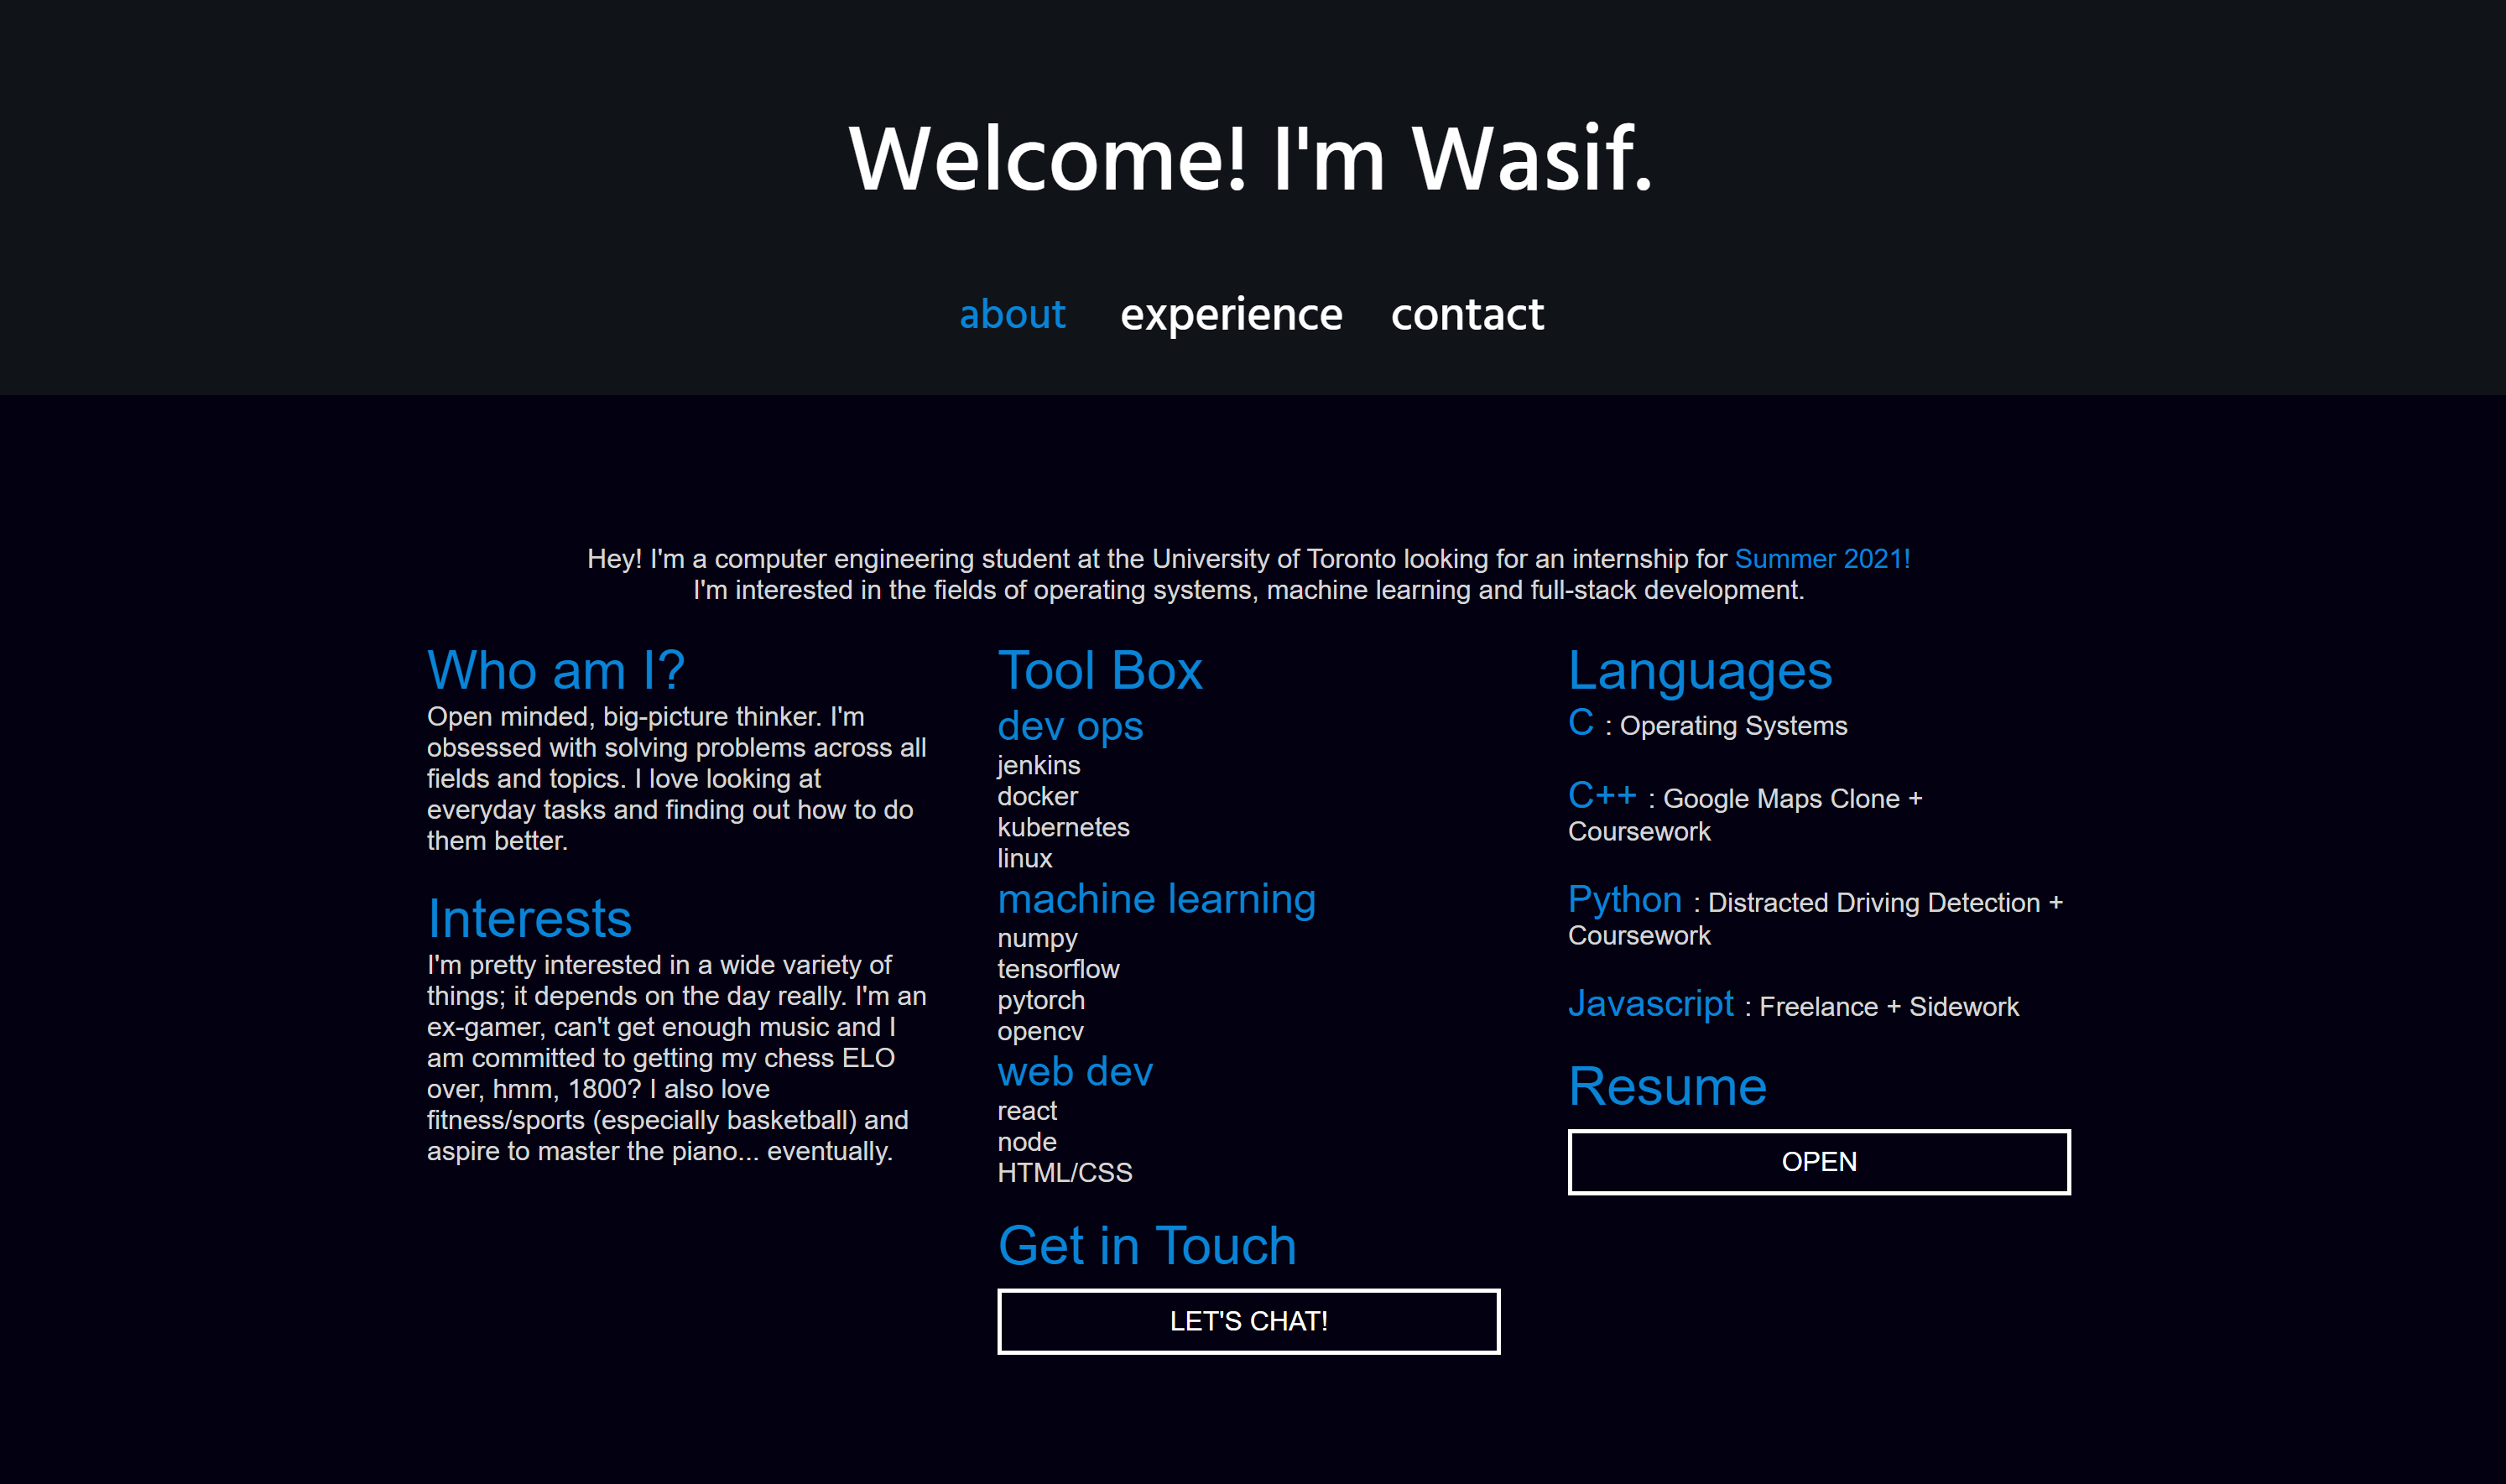 Welcome! I'm Wasif.
about experience contact
Hey! I'm a computer engineering student at the University of Toronto looking for an internship for Summer 2021!
I'm interested in the fields of operating systems, machine learning and full-stack development.
Who am I?
Open minded, big-picture thinker. I'm
obsessed with solving problems across all
fields and topics. I love looking at
everyday tasks and finding out how to do
them better.
Interests
I'm pretty interested in a wide variety of
things; it depends on the day really. I'm an
ex-gamer, can't get enough music and I
am committed to getting my chess ELO
over, hmm, 1800? I also love
fitness/sports (especially basketball) and
aspire to master the piano... eventually.
Tool Box
dev ops
jenkins
docker
kubernetes
linux
machine learning
numpy
tensorflow
pytorch
opencv
web dev
react
node
HTML/CSS
Get in Touch
LET'S CHAT!
Languages
C : Operating Systems
C++ : Google Maps Clone +
Coursework
Python : Distracted Driving Detection +
Coursework
Javascript : Freelance + Sidework
Resume
OPEN